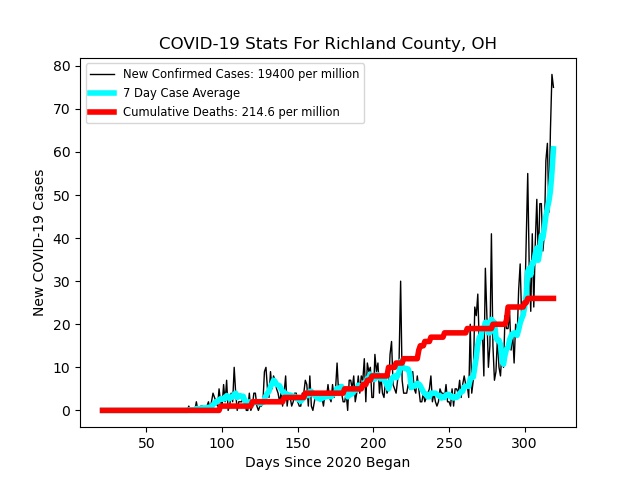 COVID-19 Stats For Richland County, OH
New Confirmed Cases: 19400 per million
7 Day Case Average
Cumulative Deaths: 214.6 per million
New COVID-19 Cases
80
70
60
50
40
30
20
10
0
50 100 150 200 250 300
Days Since 2020 Began